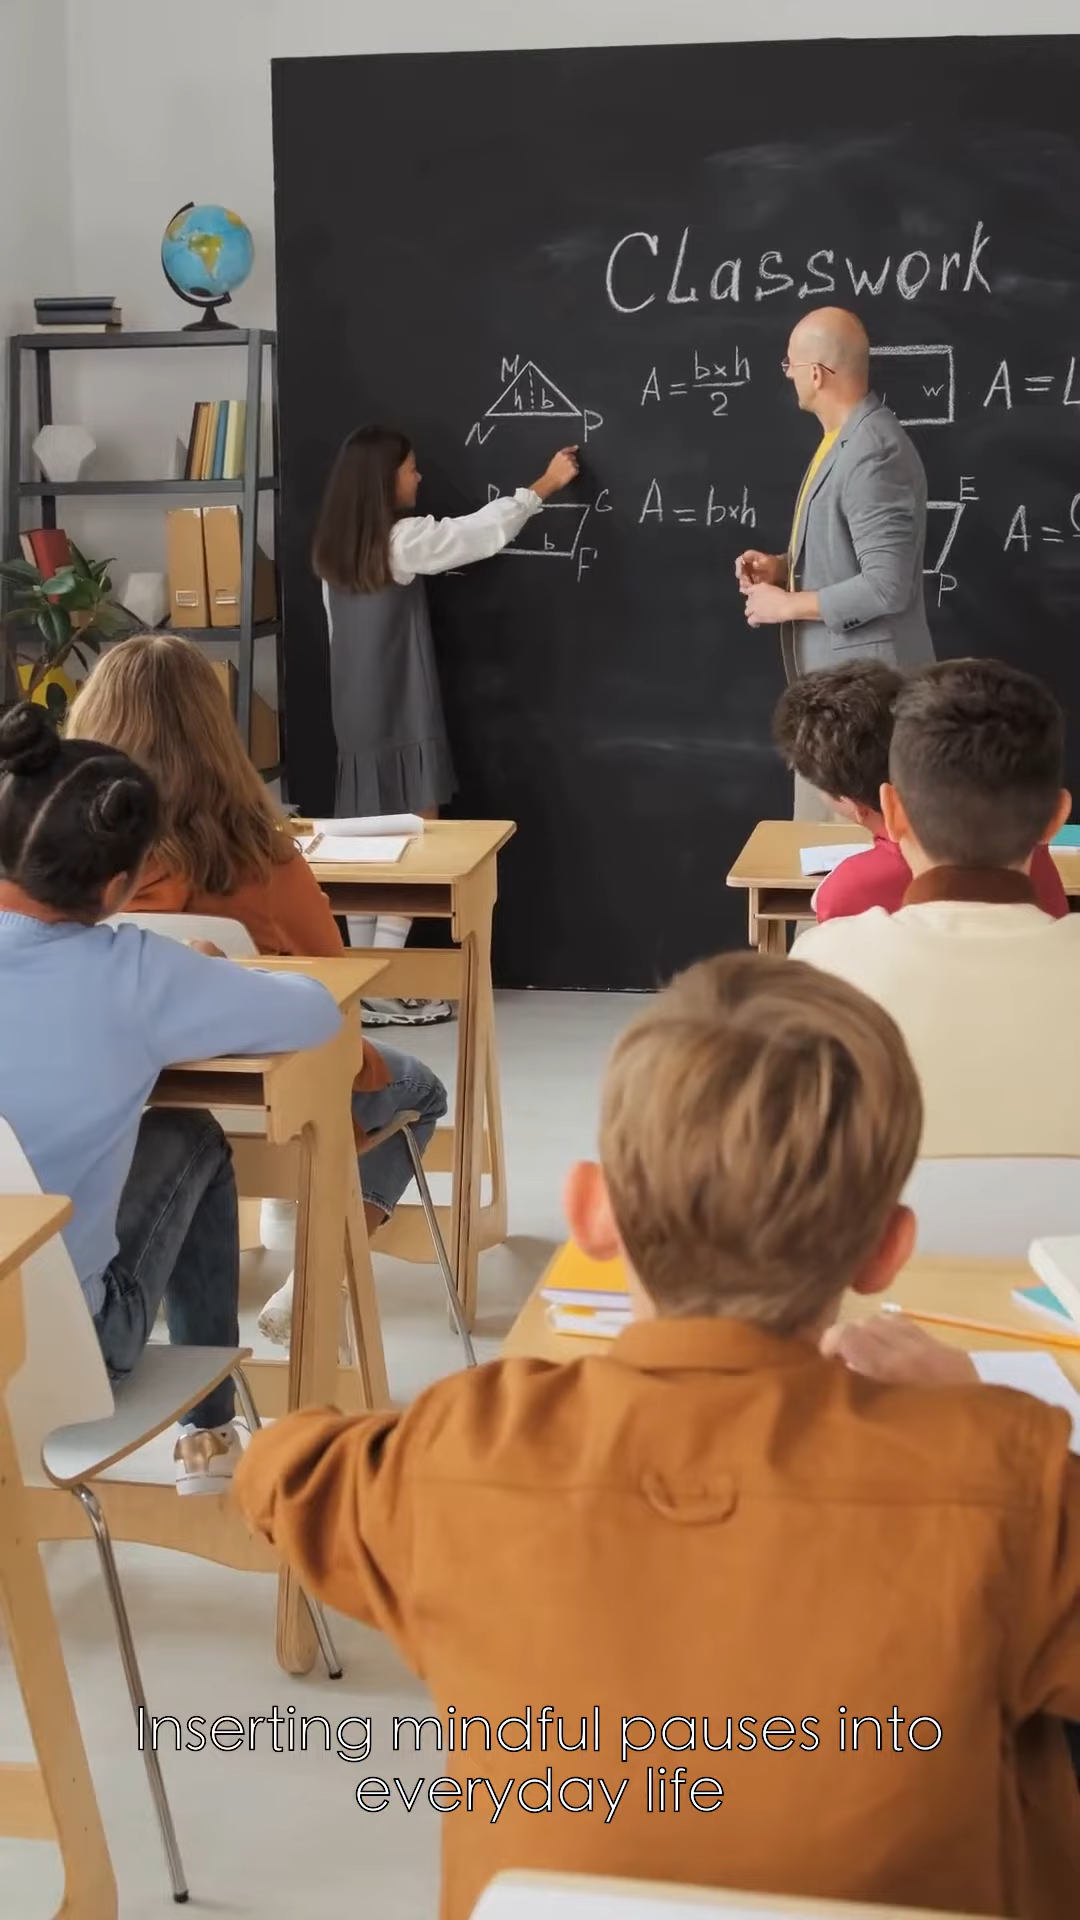 CLasswork
M
h b
N P
A = b×h/2
w
A = L
G
b
F
A = b×h
E
P
A =
Inserting mindful pauses into
everyday life